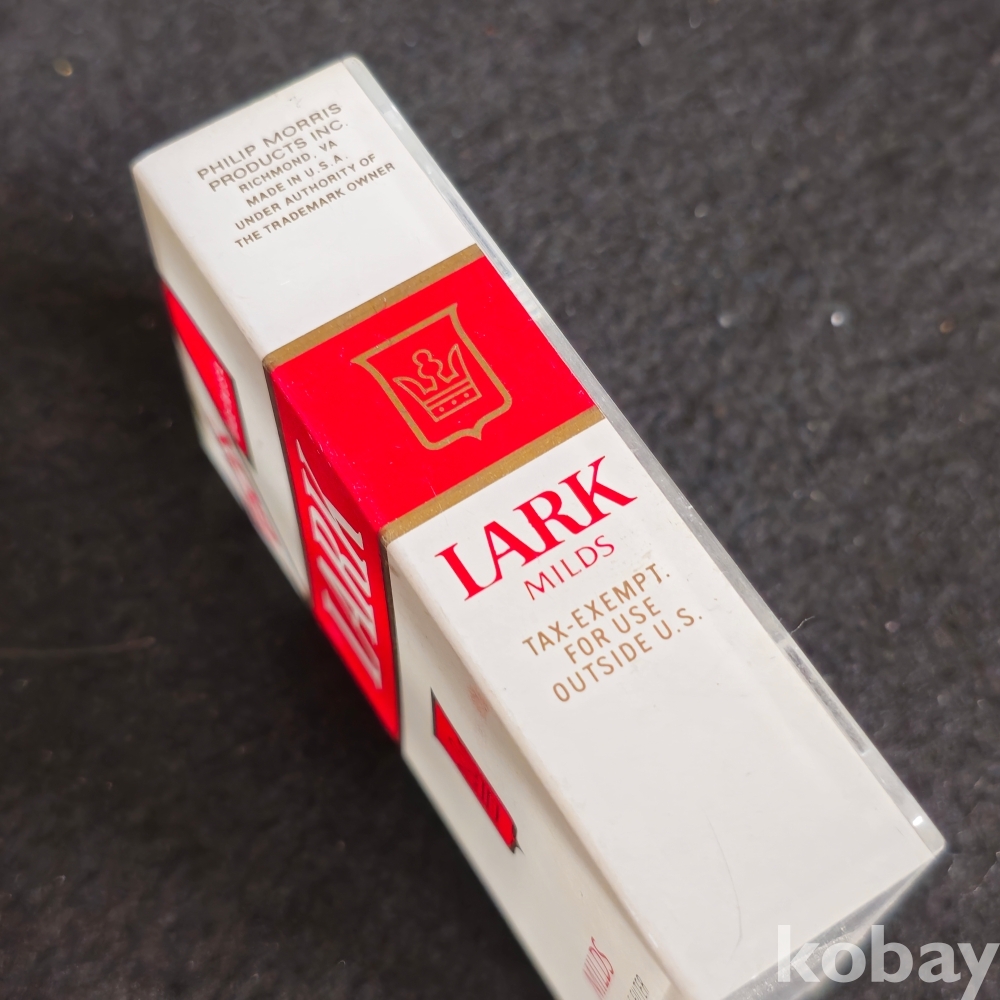 PHILIP MORRIS
PRODUCTS INC.
RICHMOND, VA
MADE IN U.S.A.
UNDER AUTHORITY OF
THE TRADEMARK OWNER
LARK
MILDS
TAX-EXEMPT.
FOR USE
OUTSIDE U.S.
LARK
MILDS
kobay